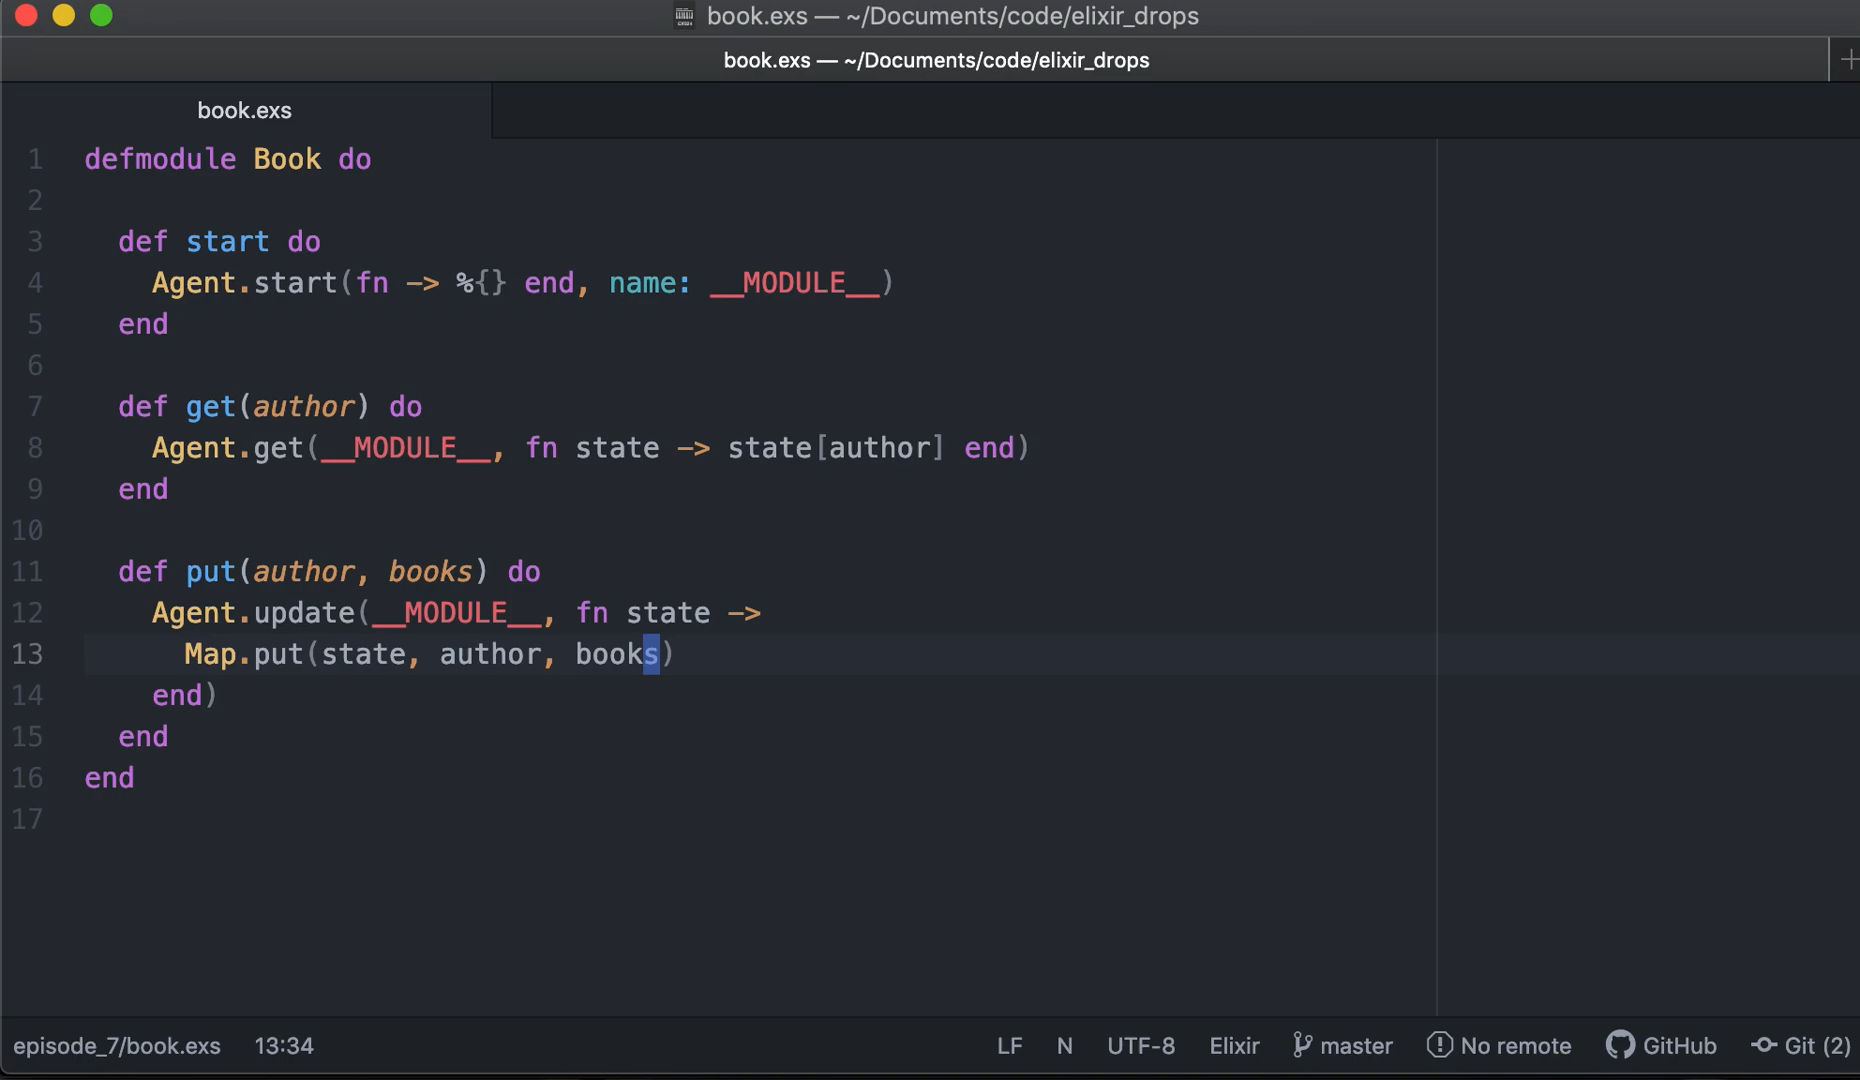 book.exs — ~/Documents/code/elixir_drops
book.exs — ~/Documents/code/elixir_drops
book.exs
1 defmodule Book do
2
3   def start do
4     Agent.start(fn -> %{} end, name: __MODULE__)
5   end
6
7   def get(author) do
8     Agent.get(__MODULE__, fn state -> state[author] end)
9   end
10
11   def put(author, books) do
12     Agent.update(__MODULE__, fn state ->
13       Map.put(state, author, books)
14     end)
15   end
16 end
17
episode_7/book.exs 13:34 LF N UTF-8 Elixir master No remote GitHub Git (2)